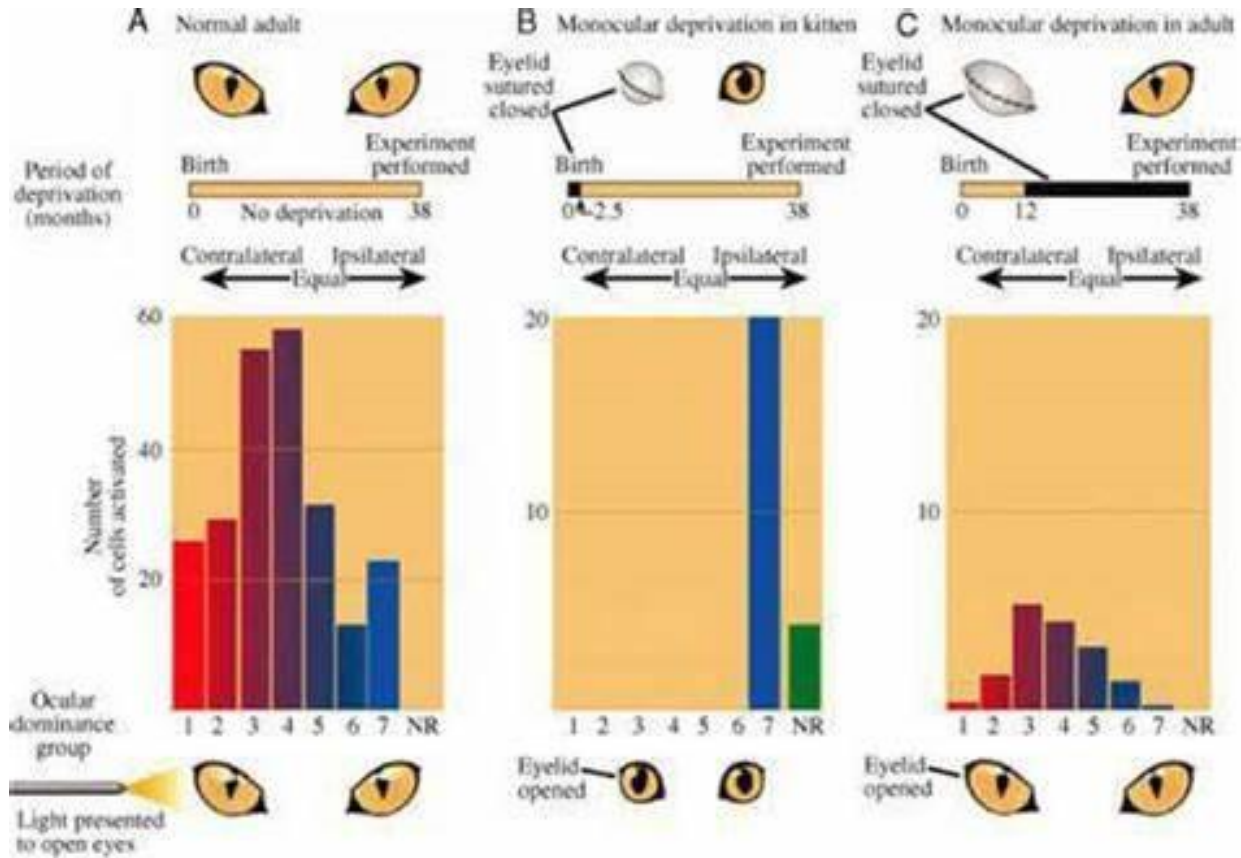 A Normal adult
B Monocular deprivation in kitten
C Monocular deprivation in adult
Eyelid
sutured
closed
Eyelid
sutured
closed
Period of
deprivation
(months)
Birth
Experiment
performed
0 No deprivation 38
Birth
Experiment
performed
0 2.5 38
Birth
Experiment
performed
0 12 38
Contralateral Ipsilateral
Equal
Contralateral Ipsilateral
Equal
Contralateral Ipsilateral
Equal
Number
of cells activated
60
40
20
20
10
20
10
Ocular
dominance
group
1 2 3 4 5 6 7 NR
1 2 3 4 5 6 7 NR
1 2 3 4 5 6 7 NR
Light presented
to open eyes
Eyelid
opened
Eyelid
opened